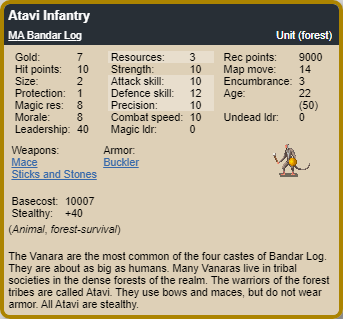 Atavi Infantry
MA Bandar Log Unit (forest)
Gold: 7 Resources: 3 Rec points: 9000
Hit points: 10 Strength: 10 Map move: 14
Size: 2 Attack skill: 10 Encumbrance: 3
Protection: 1 Defence skill: 12 Age: 22
Magic res: 8 Precision: 10 (50)
Morale: 8 Combat speed: 10 Undead ldr: 0
Leadership: 40 Magic ldr: 0
Weapons: Armor:
Mace Buckler
Sticks and Stones
Basecost: 10007
Stealthy: +40
(Animal, forest-survival)
The Vanara are the most common of the four castes of Bandar Log.
They are about as big as humans. Many Vanaras live in tribal
societies in the dense forests of the realm. The warriors of the forest
tribes are called Atavi. They use bows and maces, but do not wear
armor. All Atavi are stealthy.